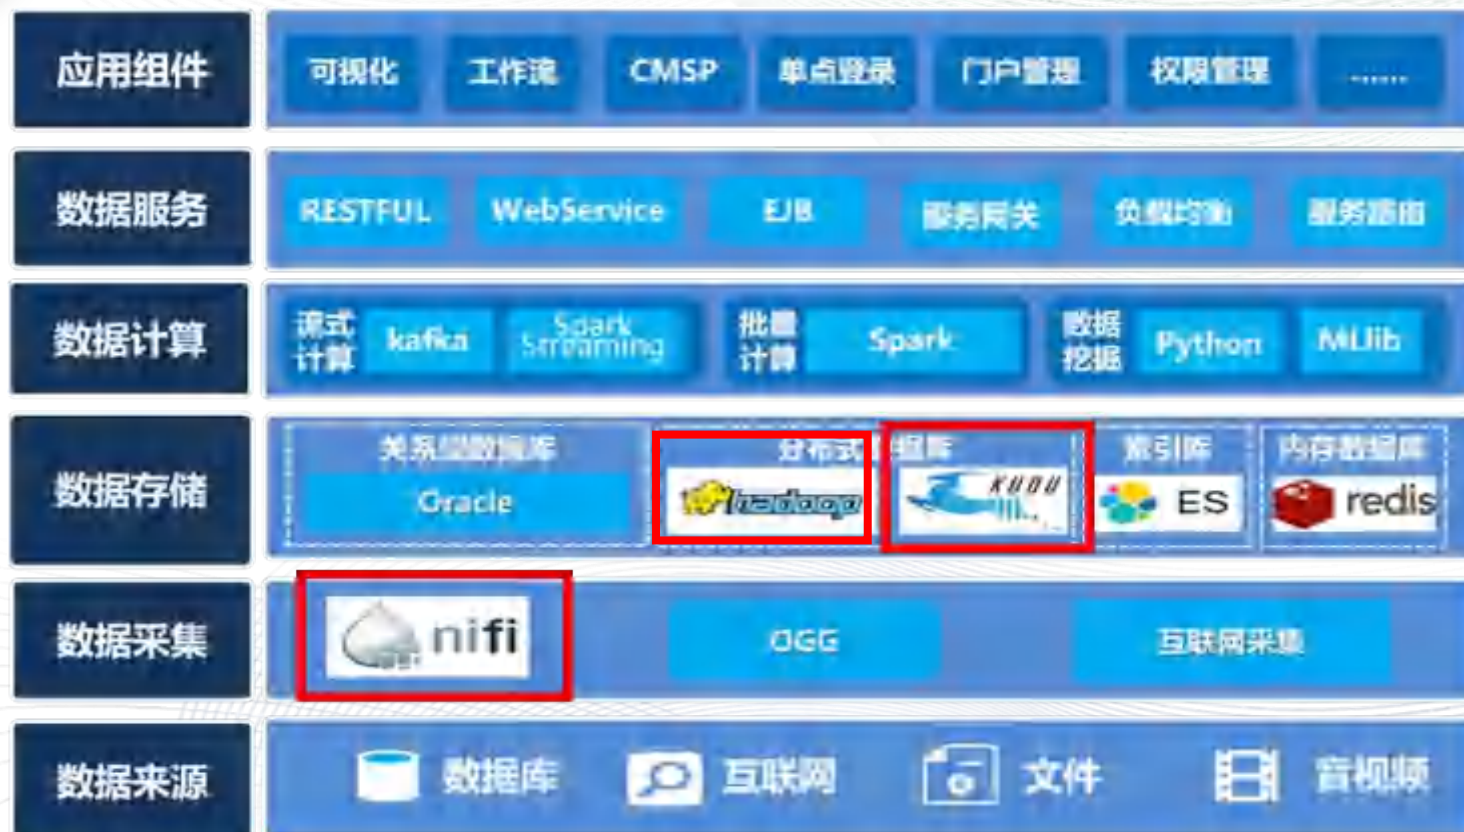 应用组件
可视化
工作流
CMSP
单点登录
门户管理
权限管理
......
数据服务
RESTFUL
WebService
EJB
服务网关
负载均衡
服务路由
数据计算
流式
计算
kafka
Spark
Streaming
批量
计算
Spark
数据
挖掘
Python
MLlib
数据存储
关系型数据库
Oracle
分布式 据库
hadoop
KUDU
索引库
ES
内存数据库
redis
数据采集
nifi
OGG
互联网采集
数据来源
数据库
互联网
文件
音视频